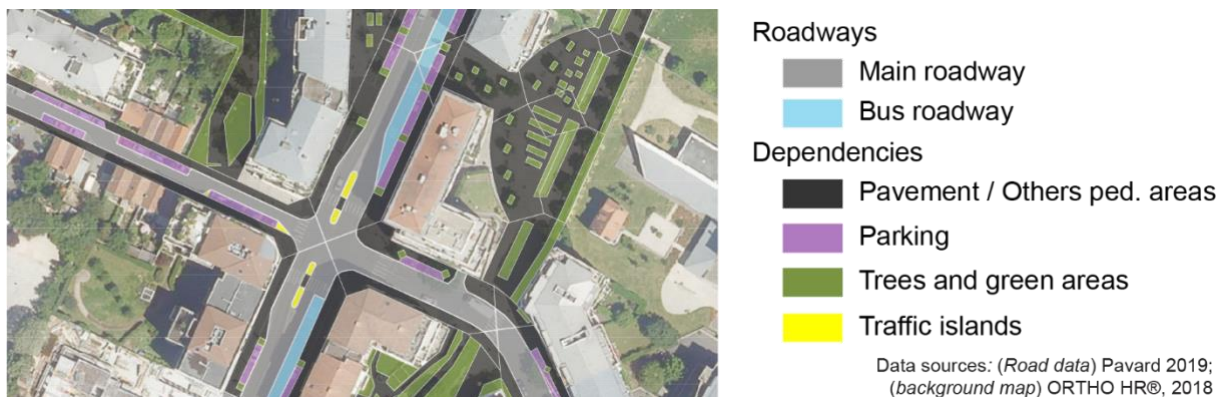 Roadways
Main roadway
Bus roadway
Dependencies
Pavement / Others ped. areas
Parking
Trees and green areas
Traffic islands
Data sources: (Road data) Pavard 2019;
(background map) ORTHO HR®, 2018